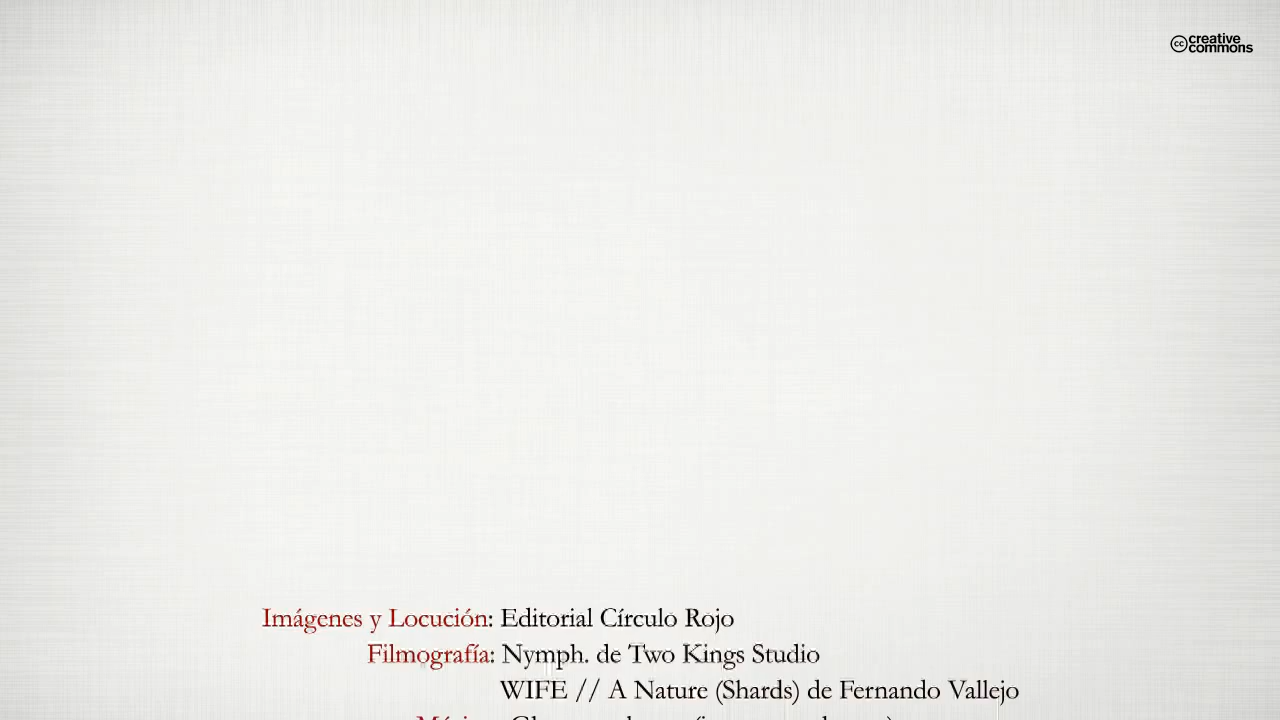 creative
commons
Imágenes y Locución: Editorial Círculo Rojo
Filmografía: Nymph. de Two Kings Studio
WIFE // A Nature (Shards) de Fernando Vallejo